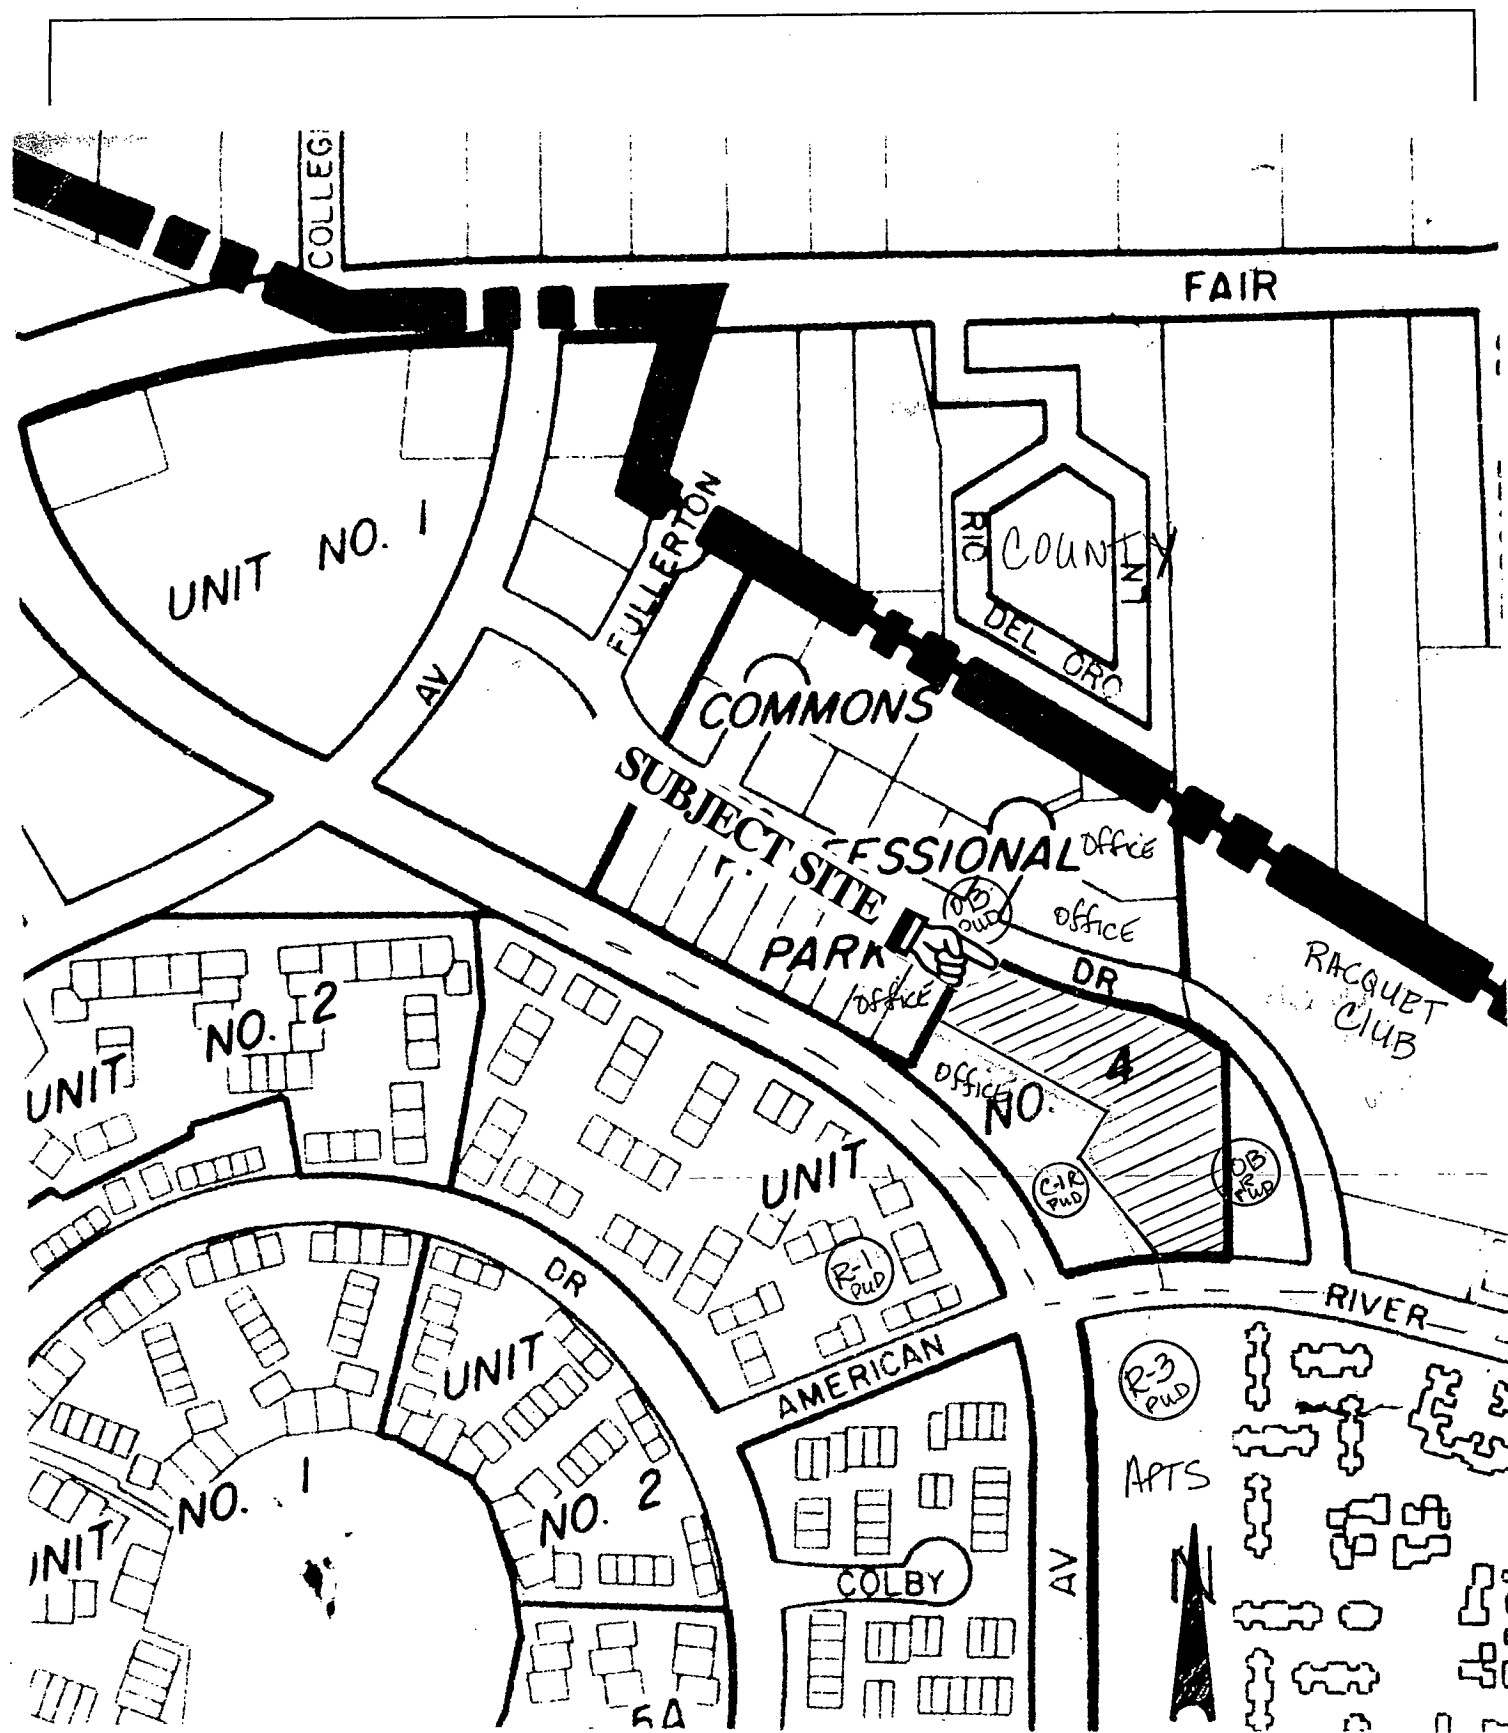 COLLEG
FAIR
UNIT NO. 1
FULLERTON
RIO
COUNTY
INT
DEL ORO
AV
COMMONS
SUBJECT SITE
ESSIONAL
OFFICE
OB
PUD
OFFICE
PARK
OFFICE
DR
RACQUET
CLUB
4
OFFICE
NO.
UNIT
NO. 2
UNIT
C-1R
PUD
OB
R
PUD
R-1
PUD
DR
RIVER
UNIT
AMERICAN
R-3
PUD
APTS
NO. 1
NO. 2
UNIT
COLBY
AV
N
5A